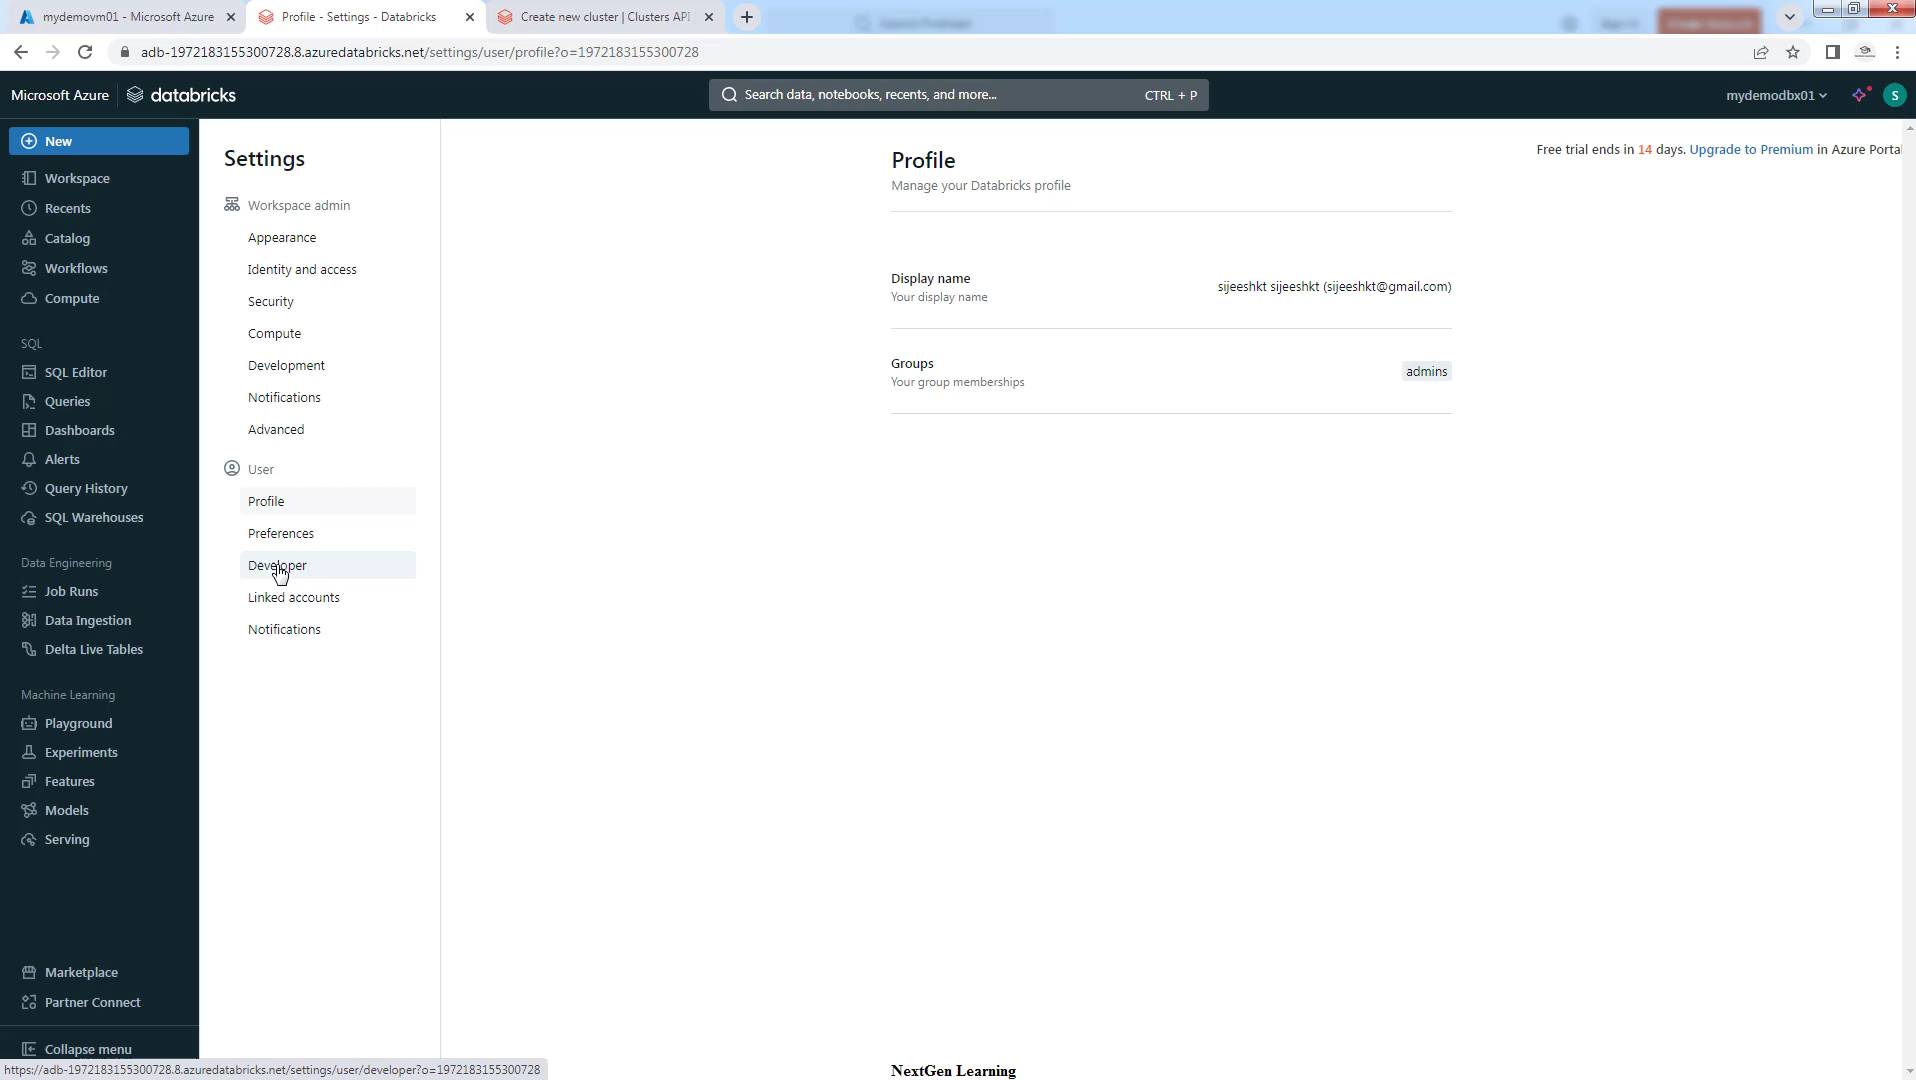 mydemovm01 - Microsoft Azure
Profile - Settings - Databricks
Create new cluster | Clusters API
adb-1972183155300728.8.azuredatabricks.net/settings/user/profile?o=1972183155300728
Microsoft Azure
databricks
Search data, notebooks, recents, and more...
CTRL + P
mydemodbx01
S
New
Workspace
Recents
Catalog
Workflows
Compute
SQL
SQL Editor
Queries
Dashboards
Alerts
Query History
SQL Warehouses
Data Engineering
Job Runs
Data Ingestion
Delta Live Tables
Machine Learning
Playground
Experiments
Features
Models
Serving
Marketplace
Partner Connect
Collapse menu
Settings
Workspace admin
Appearance
Identity and access
Security
Compute
Development
Notifications
Advanced
User
Profile
Preferences
Developer
Linked accounts
Notifications
Profile
Manage your Databricks profile
Free trial ends in 14 days. Upgrade to Premium in Azure Portal
Display name
Your display name
sijeeshkt sijeeshkt (sijeeshkt@gmail.com)
Groups
Your group memberships
admins
https://adb-1972183155300728.8.azuredatabricks.net/settings/user/developer?o=1972183155300728
NextGen Learning